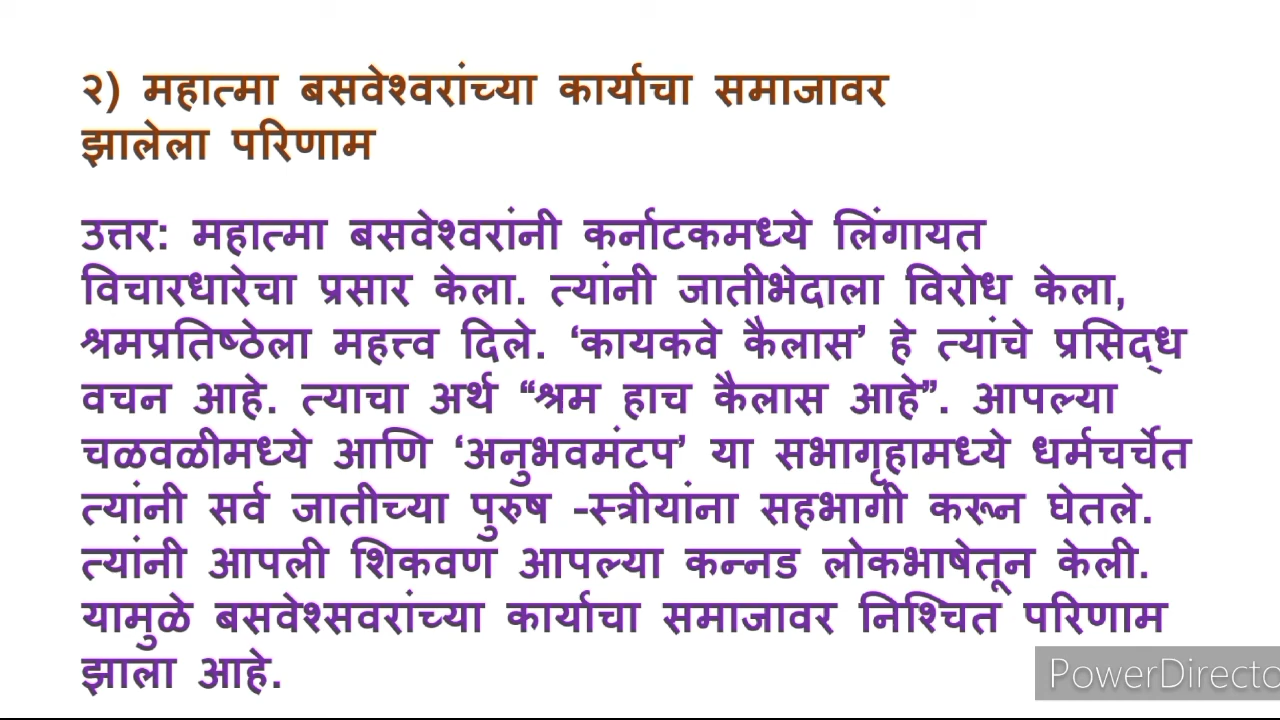 २) महात्मा बसवेश्वरांच्या कार्याचा समाजावर
झालेला परिणाम
उत्तर: महात्मा बसवेश्वरांनी कर्नाटकमध्ये लिंगायत
विचारधारेचा प्रसार केला. त्यांनी जातीभेदाला विरोध केला,
श्रमप्रतिष्ठेला महत्त्व दिले. ‘कायकवे कैलास’ हे त्यांचे प्रसिद्ध
वचन आहे. त्याचा अर्थ “श्रम हाच कैलास आहे”. आपल्या
चळवळीमध्ये आणि ‘अनुभवमंटप’ या सभागृहामध्ये धर्मचर्चेत
त्यांनी सर्व जातीच्या पुरुष -स्त्रीयांना सहभागी करून घेतले.
त्यांनी आपली शिकवण आपल्या कन्नड लोकभाषेतून केली.
यामुळे बसवेश्सवरांच्या कार्याचा समाजावर निश्चित परिणाम
झाला आहे.
PowerDirecto